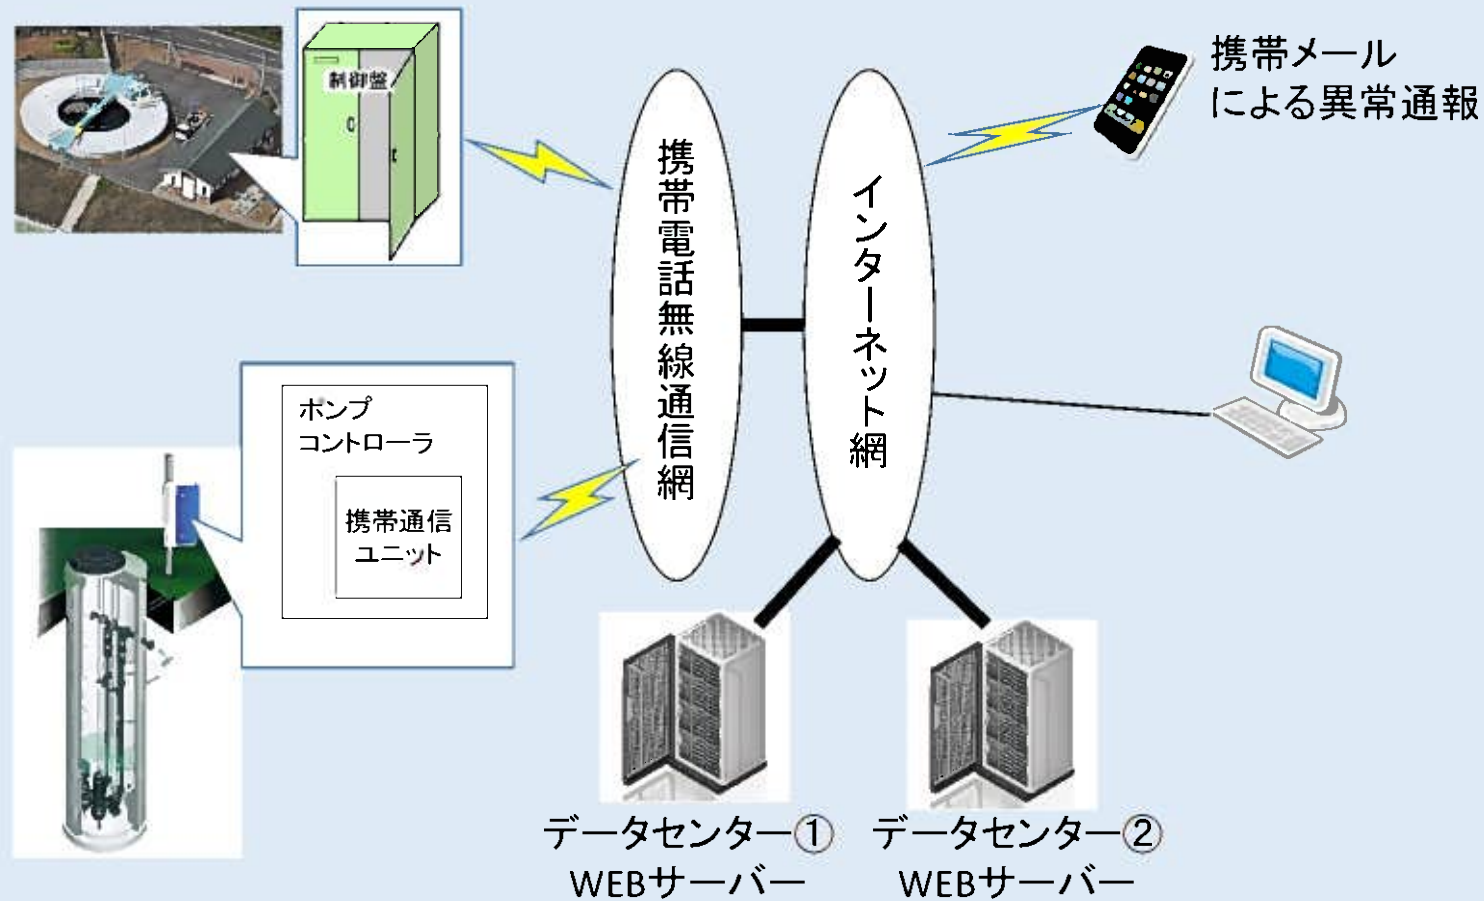 制御盤
携帯電話無線通信網
インターネット網
携帯メール
による異常通報
ポンプ
コントローラ
携帯通信
ユニット
データセンター①
WEBサーバー
データセンター②
WEBサーバー